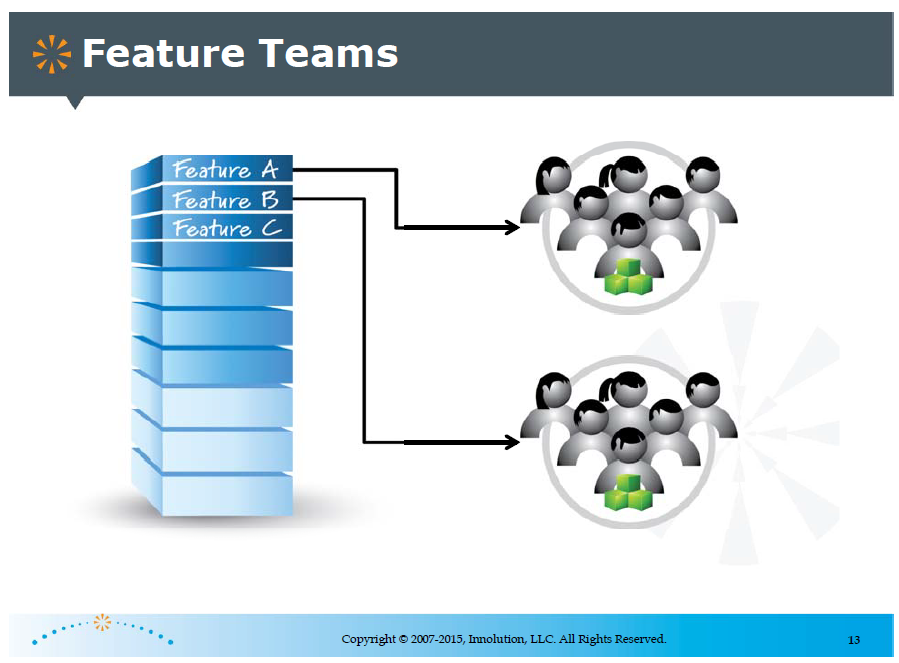 Feature Teams
Feature A
Feature B
Feature C
Copyright © 2007-2015, Innolution, LLC. All Rights Reserved.
13